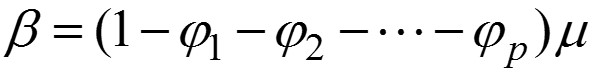 β = (1 − φ₁ − φ₂ − ⋯ − φₚ) μ